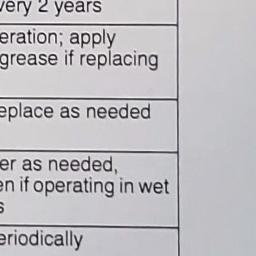 very 2 years
eration; apply
grease if replacing
eplace as needed
er as needed,
en if operating in wet
s
eriodically